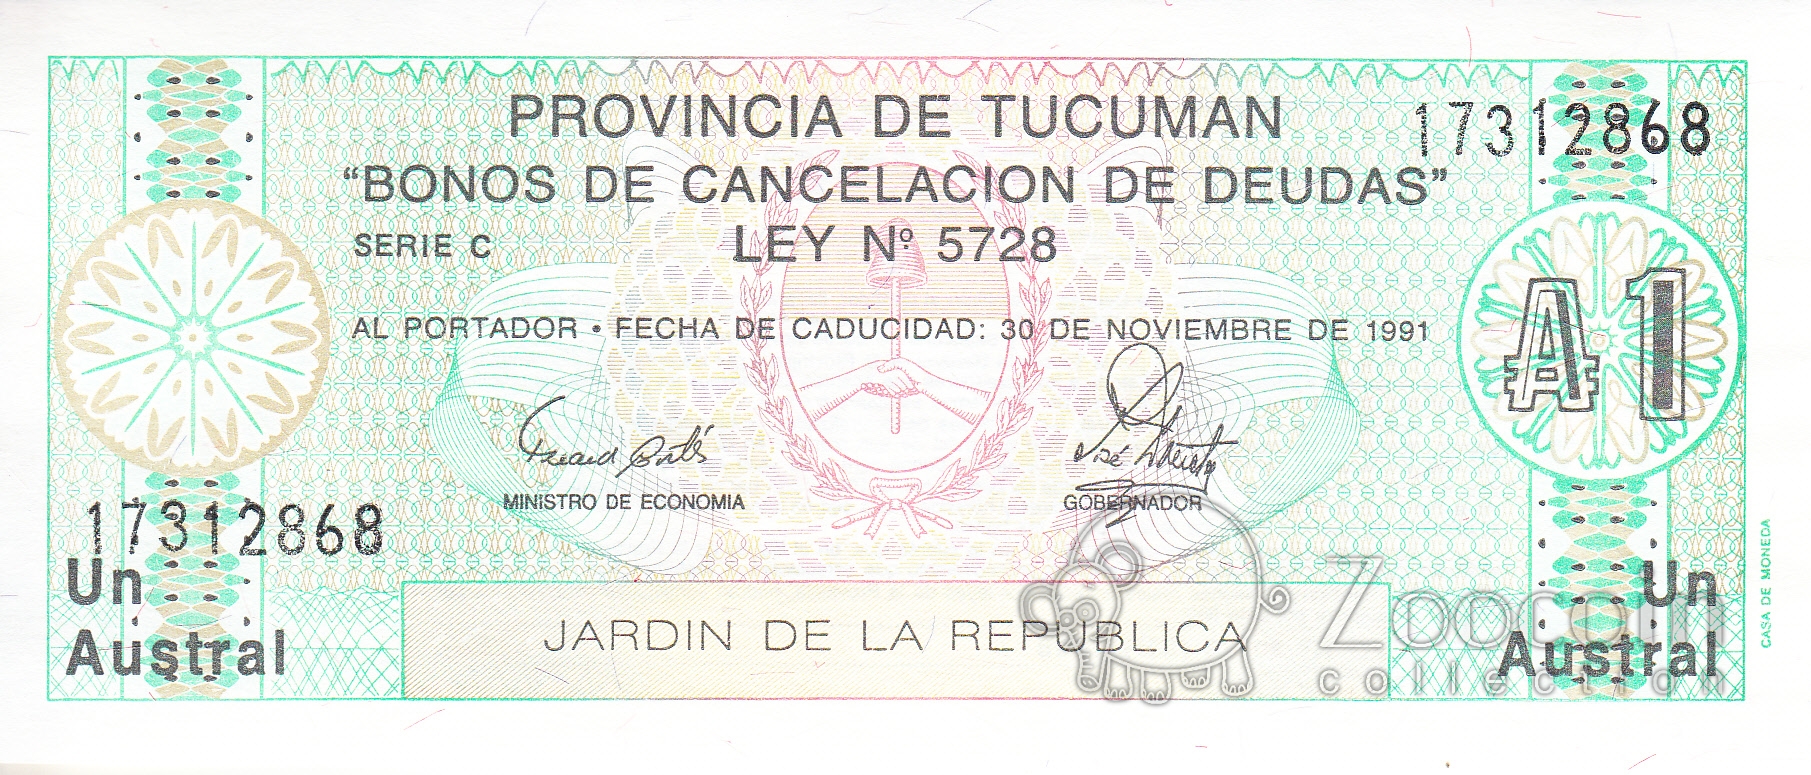 PROVINCIA DE TUCUMAN
17312868
"BONOS DE CANCELACION DE DEUDAS"
SERIE C
LEY Nº 5728
A 1
AL PORTADOR • FECHA DE CADUCIDAD: 30 DE NOVIEMBRE DE 1991
MINISTRO DE ECONOMIA
GOBERNADOR
17312868
Un
Austral
Un
Austral
JARDIN DE LA REPUBLICA
CASA DE MONEDA
Zoocoin
collection